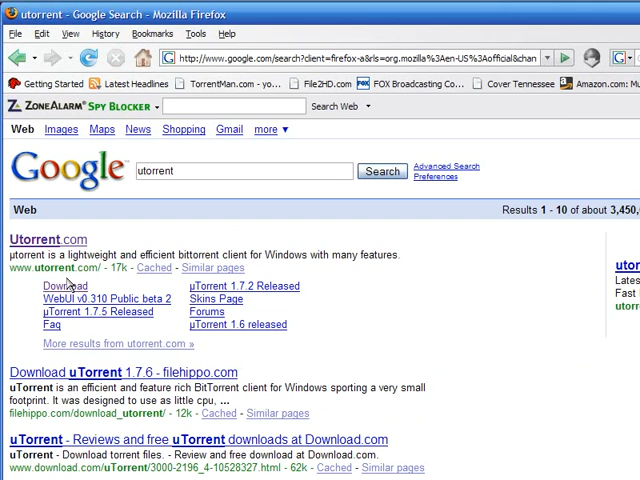 utorrent - Google Search - Mozilla Firefox
File Edit View History Bookmarks Tools Help
http://www.google.com/search?client=firefox-a&rls=org.mozilla%3Aen-US%3Aofficial&chan
Getting Started Latest Headlines TorrentMan.com - yo... File2HD.com FOX Broadcasting Co... Cover Tennessee Amazon.com: Mu
ZONEALARM SPY BLOCKER Search Web
Web Images Maps News Shopping Gmail more ▼
Google™ utorrent Search Advanced Search
Preferences
Web Results 1 - 10 of about 3,450,
Utorrent.com
µtorrent is a lightweight and efficient bittorrent client for Windows with many features.
www.utorrent.com/ - 17k - Cached - Similar pages
Download µTorrent 1.7.2 Released
WebUI v0.310 Public beta 2 Skins Page
µTorrent 1.7.5 Released Forums
Faq µTorrent 1.6 released
More results from utorrent.com »
utor
Lates
Fast
utorr
Download uTorrent 1.7.6 - filehippo.com
uTorrent is an efficient and feature rich BitTorrent client for Windows sporting a very small
footprint. It was designed to use as little cpu, ...
filehippo.com/download_utorrent/ - 12k - Cached - Similar pages
uTorrent - Reviews and free uTorrent downloads at Download.com
uTorrent - Download torrent files. - Review and free download at Download.com.
www.download.com/uTorrent/3000-2196_4-10528327.html - 62k - Cached - Similar pages